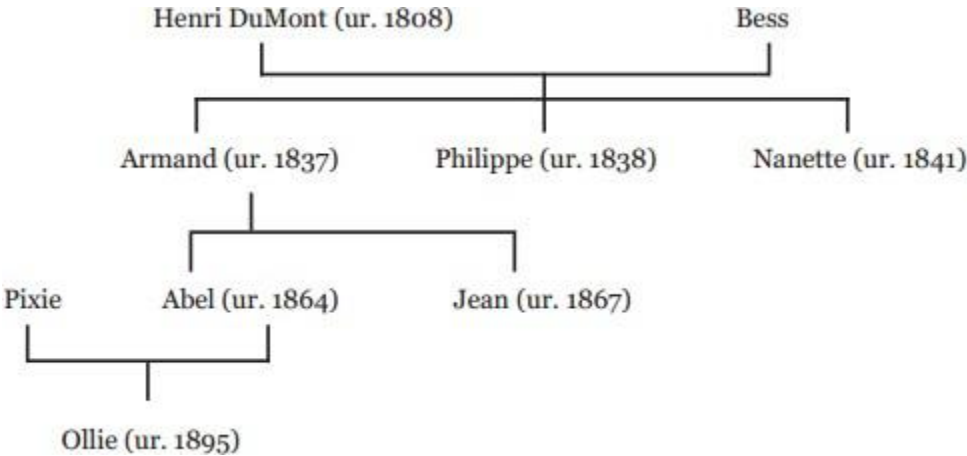 Henri DuMont (ur. 1808) Bess
Armand (ur. 1837) Philippe (ur. 1838) Nanette (ur. 1841)
Pixie Abel (ur. 1864) Jean (ur. 1867)
Ollie (ur. 1895)